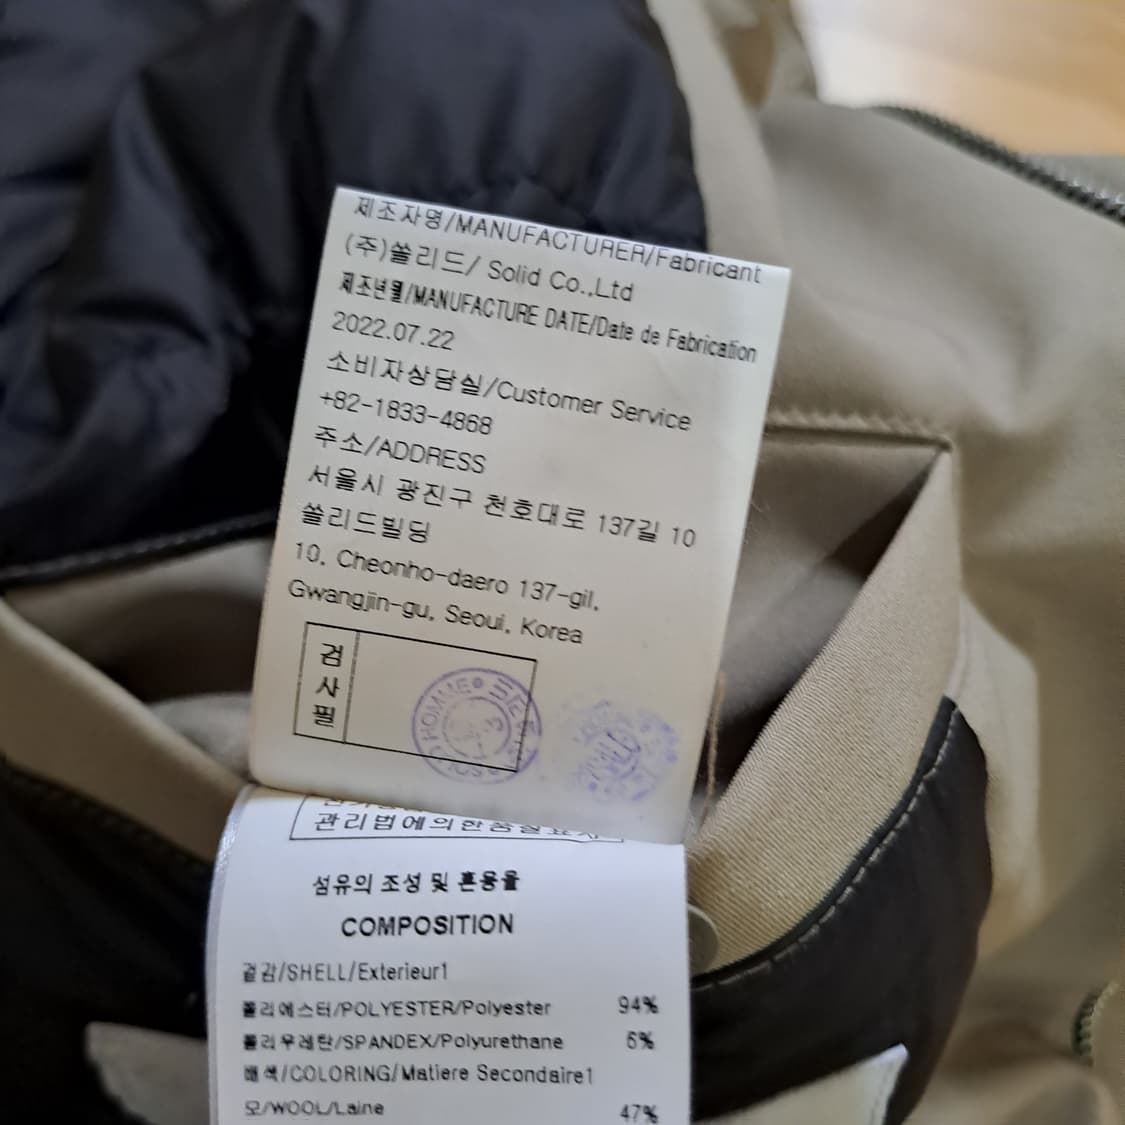 제조자명/MANUFACTURER/Fabricant
(주)쏠리드/ Solid Co.,Ltd
제조년월/MANUFACTURE DATE/Date de Fabrication
2022.07.22
소비자상담실/Customer Service
+82-1833-4868
주소/ADDRESS
서울시 광진구 천호대로 137길 10
쏠리드빌딩
10, Cheonho-daero 137-gil,
Gwangjin-gu, Seoul, Korea
검
사
필
HOMME
관리법에의한품질표시
섬유의 조성 및 혼용율
COMPOSITION
겉감/SHELL/Exterieur1
폴리에스터/POLYESTER/Polyester 94%
폴리우레탄/SPANDEX/Polyurethane 6%
배색/COLORING/Matiere Secondaire1
모/WOOL/Laine 47%